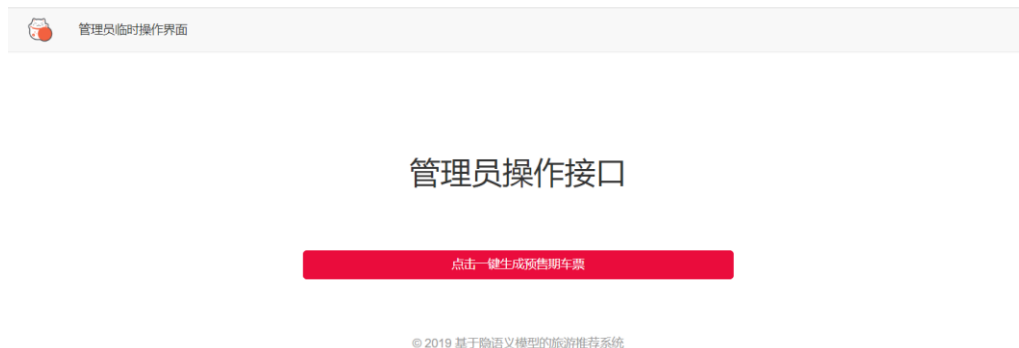 管理员临时操作界面
管理员操作接口
点击一键生成预售期车票
© 2019 基于隐语义模型的旅游推荐系统